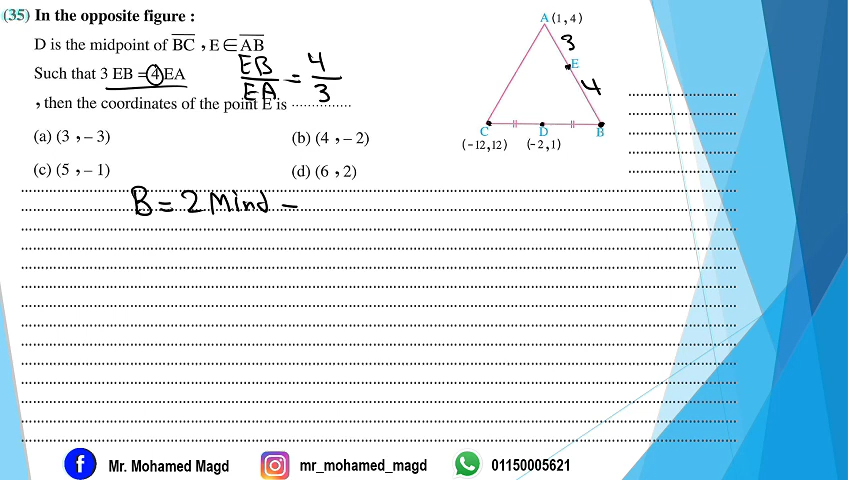 (35) In the opposite figure :
D is the midpoint of BC , E ∈ AB
Such that 3 EB = 4 EA
EB/EA = 4/3
, then the coordinates of the point E is ...............
(a) (3 , – 3)
(b) (4 , – 2)
(c) (5 , – 1)
(d) (6 , 2)
A (1, 4)
3
E
4
C
D
B
(-12,12)
(-2,1)
B = 2 Mind –
Mr. Mohamed Magd
mr_mohamed_magd
01150005621